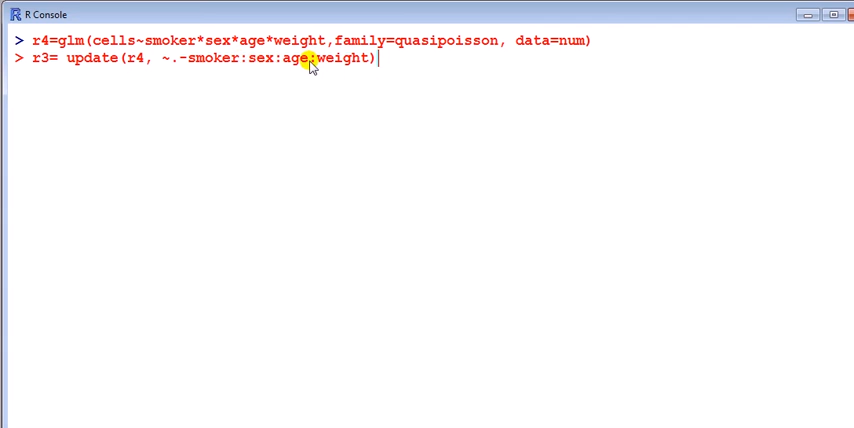 R Console
> r4=glm(cells~smoker*sex*age*weight,family=quasipoisson, data=num)
> r3= update(r4, ~.-smoker:sex:age:weight)